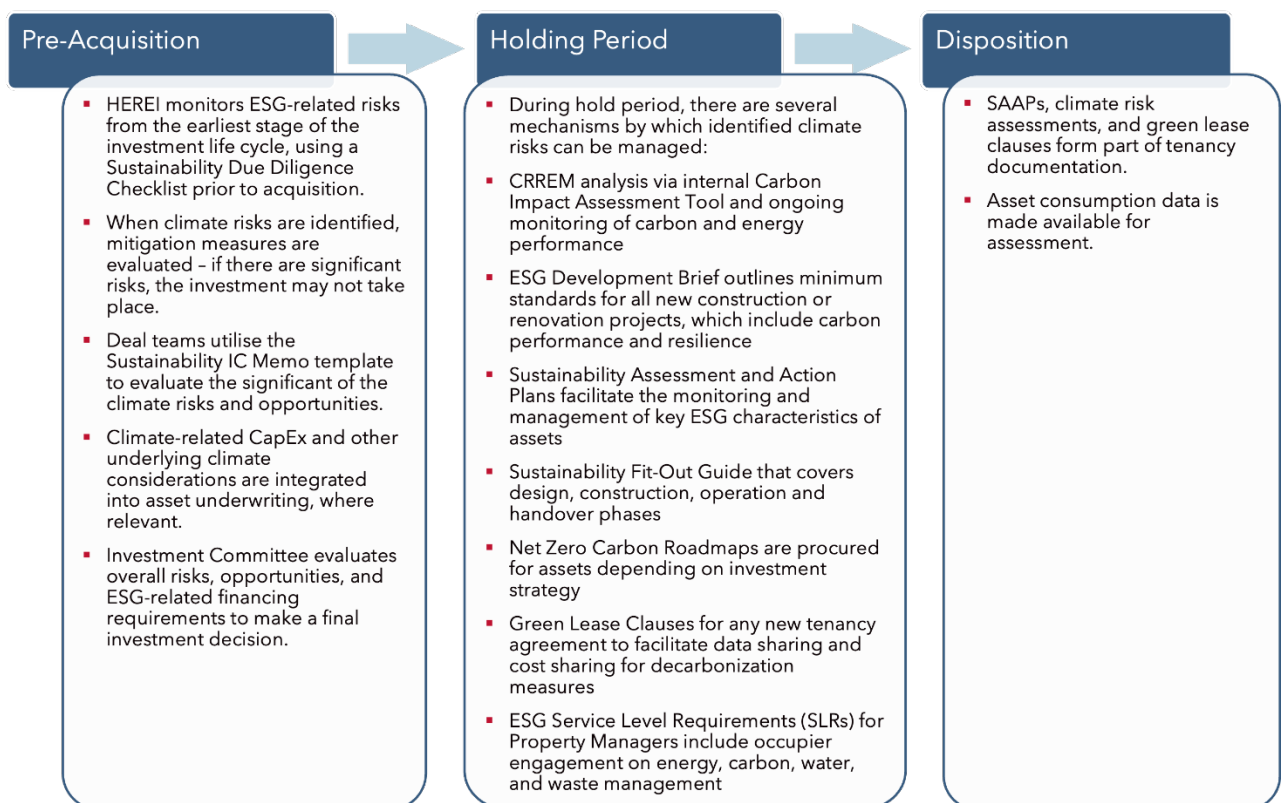 Pre-Acquisition
HEREI monitors ESG-related risks
from the earliest stage of the
investment life cycle, using a
Sustainability Due Diligence
Checklist prior to acquisition.
When climate risks are identified,
mitigation measures are
evaluated – if there are significant
risks, the investment may not take
place.
Deal teams utilise the
Sustainability IC Memo template
to evaluate the significant of the
climate risks and opportunities.
Climate-related CapEx and other
underlying climate
considerations are integrated
into asset underwriting, where
relevant.
Investment Committee evaluates
overall risks, opportunities, and
ESG-related financing
requirements to make a final
investment decision.
Holding Period
During hold period, there are several
mechanisms by which identified climate
risks can be managed:
CRREM analysis via internal Carbon
Impact Assessment Tool and ongoing
monitoring of carbon and energy
performance
ESG Development Brief outlines minimum
standards for all new construction or
renovation projects, which include carbon
performance and resilience
Sustainability Assessment and Action
Plans facilitate the monitoring and
management of key ESG characteristics of
assets
Sustainability Fit-Out Guide that covers
design, construction, operation and
handover phases
Net Zero Carbon Roadmaps are procured
for assets depending on investment
strategy
Green Lease Clauses for any new tenancy
agreement to facilitate data sharing and
cost sharing for decarbonization
measures
ESG Service Level Requirements (SLRs) for
Property Managers include occupier
engagement on energy, carbon, water,
and waste management
Disposition
SAAPs, climate risk
assessments, and green lease
clauses form part of tenancy
documentation.
Asset consumption data is
made available for
assessment.